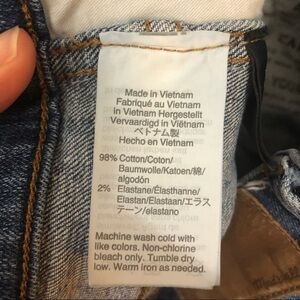 Made in Vietnam
Fabriqué au Vietnam
in Vietnam Hergestellt
Vervaardigd in Viëtnam
ベトナム製
Hecho en Vietnam
98% Cotton/Coton/
Baumwolle/Katoen/綿/
algodón
2% Elastane/Élasthanne/
Elastan/Elastaan/エラス
テーン/elastano
Machine wash cold with
like colors. Non-chlorine
bleach only.
Tumble dry
low. Warm iron as needed.